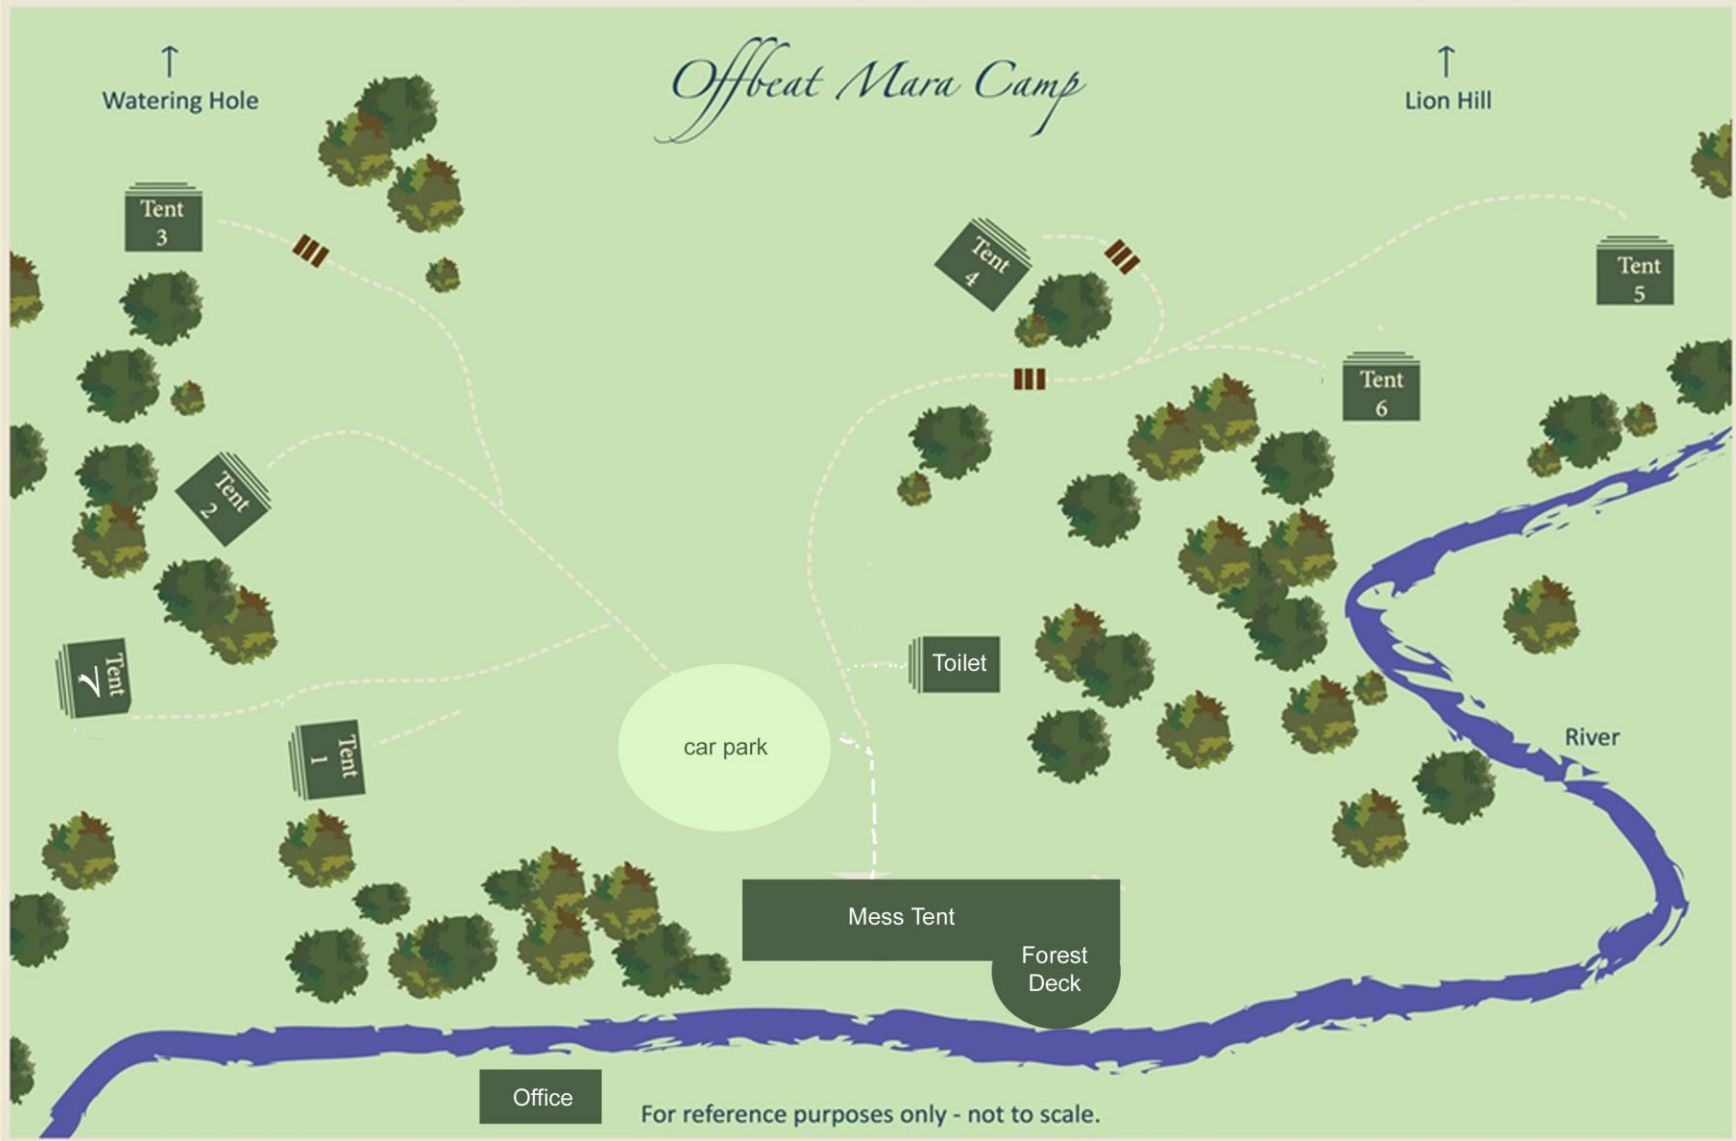 Offbeat Mara Camp
↑
Watering Hole
↑
Lion Hill
Tent
3
Tent
4
Tent
5
Tent
6
Tent
2
Tent
Tent
1
Toilet
car park
River
Mess Tent
Forest
Deck
Office
For reference purposes only - not to scale.